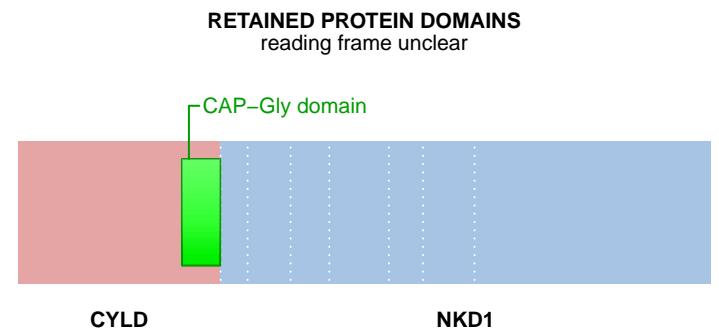 RETAINED PROTEIN DOMAINS
reading frame unclear
CAP−Gly domain
CYLD
NKD1